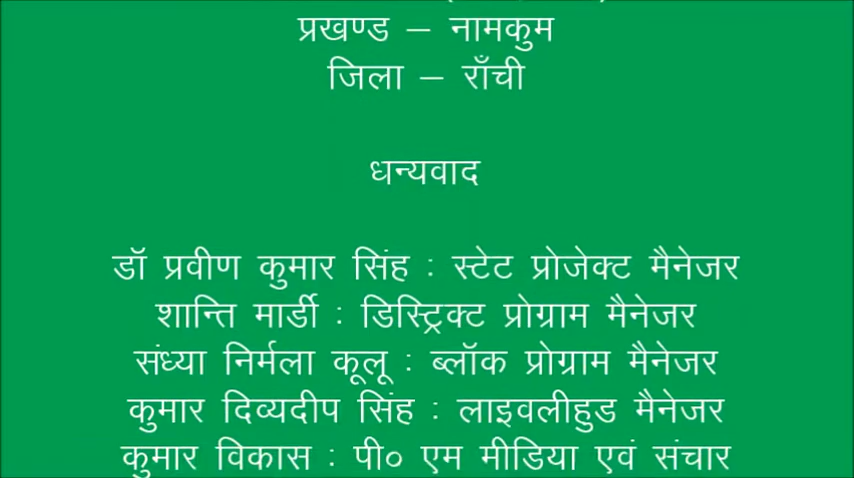 प्रखण्ड – नामकुम
जिला – राँची
धन्यवाद
डॉ प्रवीण कुमार सिंह : स्टेट प्रोजेक्ट मैनेजर
शान्ति मार्डी : डिस्ट्रिक्ट प्रोग्राम मैनेजर
संध्या निर्मला कूलू : ब्लॉक प्रोग्राम मैनेजर
कुमार दिव्यदीप सिंह : लाइवलीहुड मैनेजर
कुमार विकास : पी० एम मीडिया एवं संचार